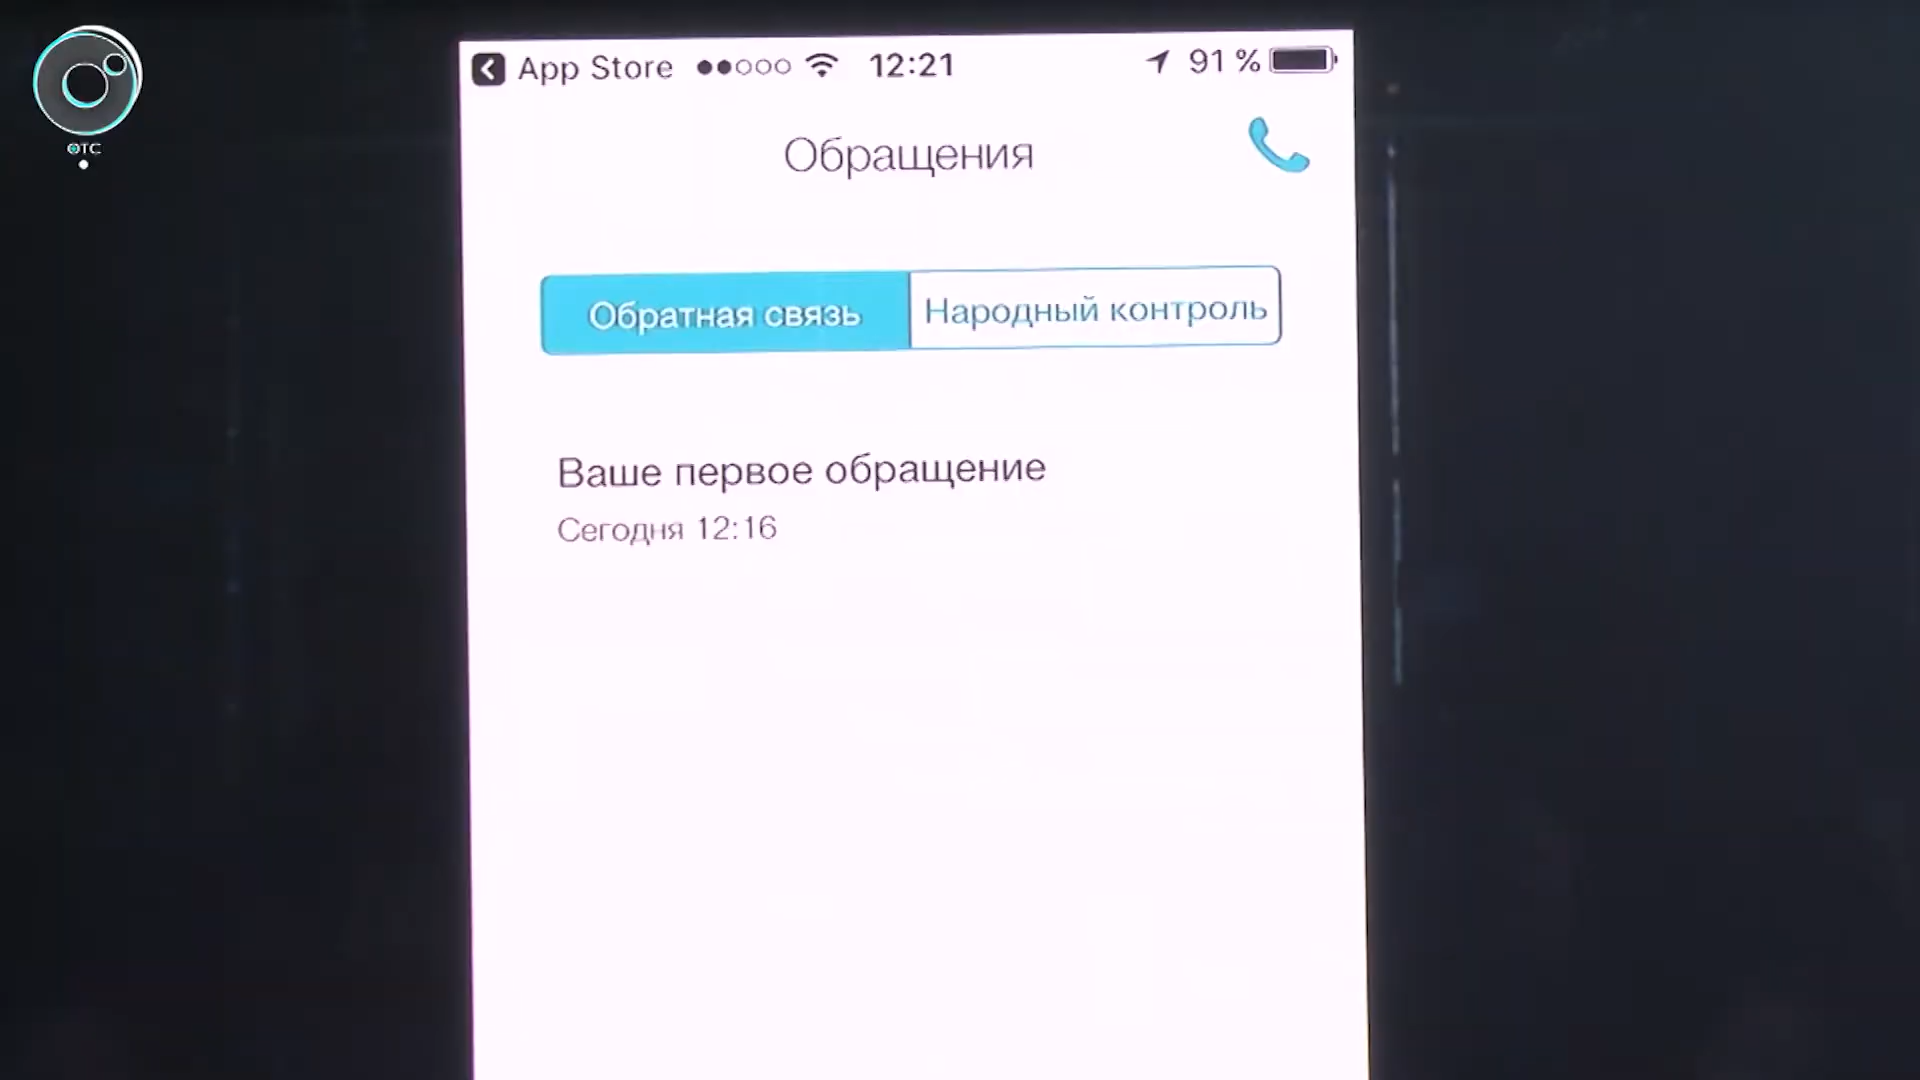 ОТС
App Store 12:21 91 %
Обращения
Обратная связь Народный контроль
Ваше первое обращение
Сегодня 12:16